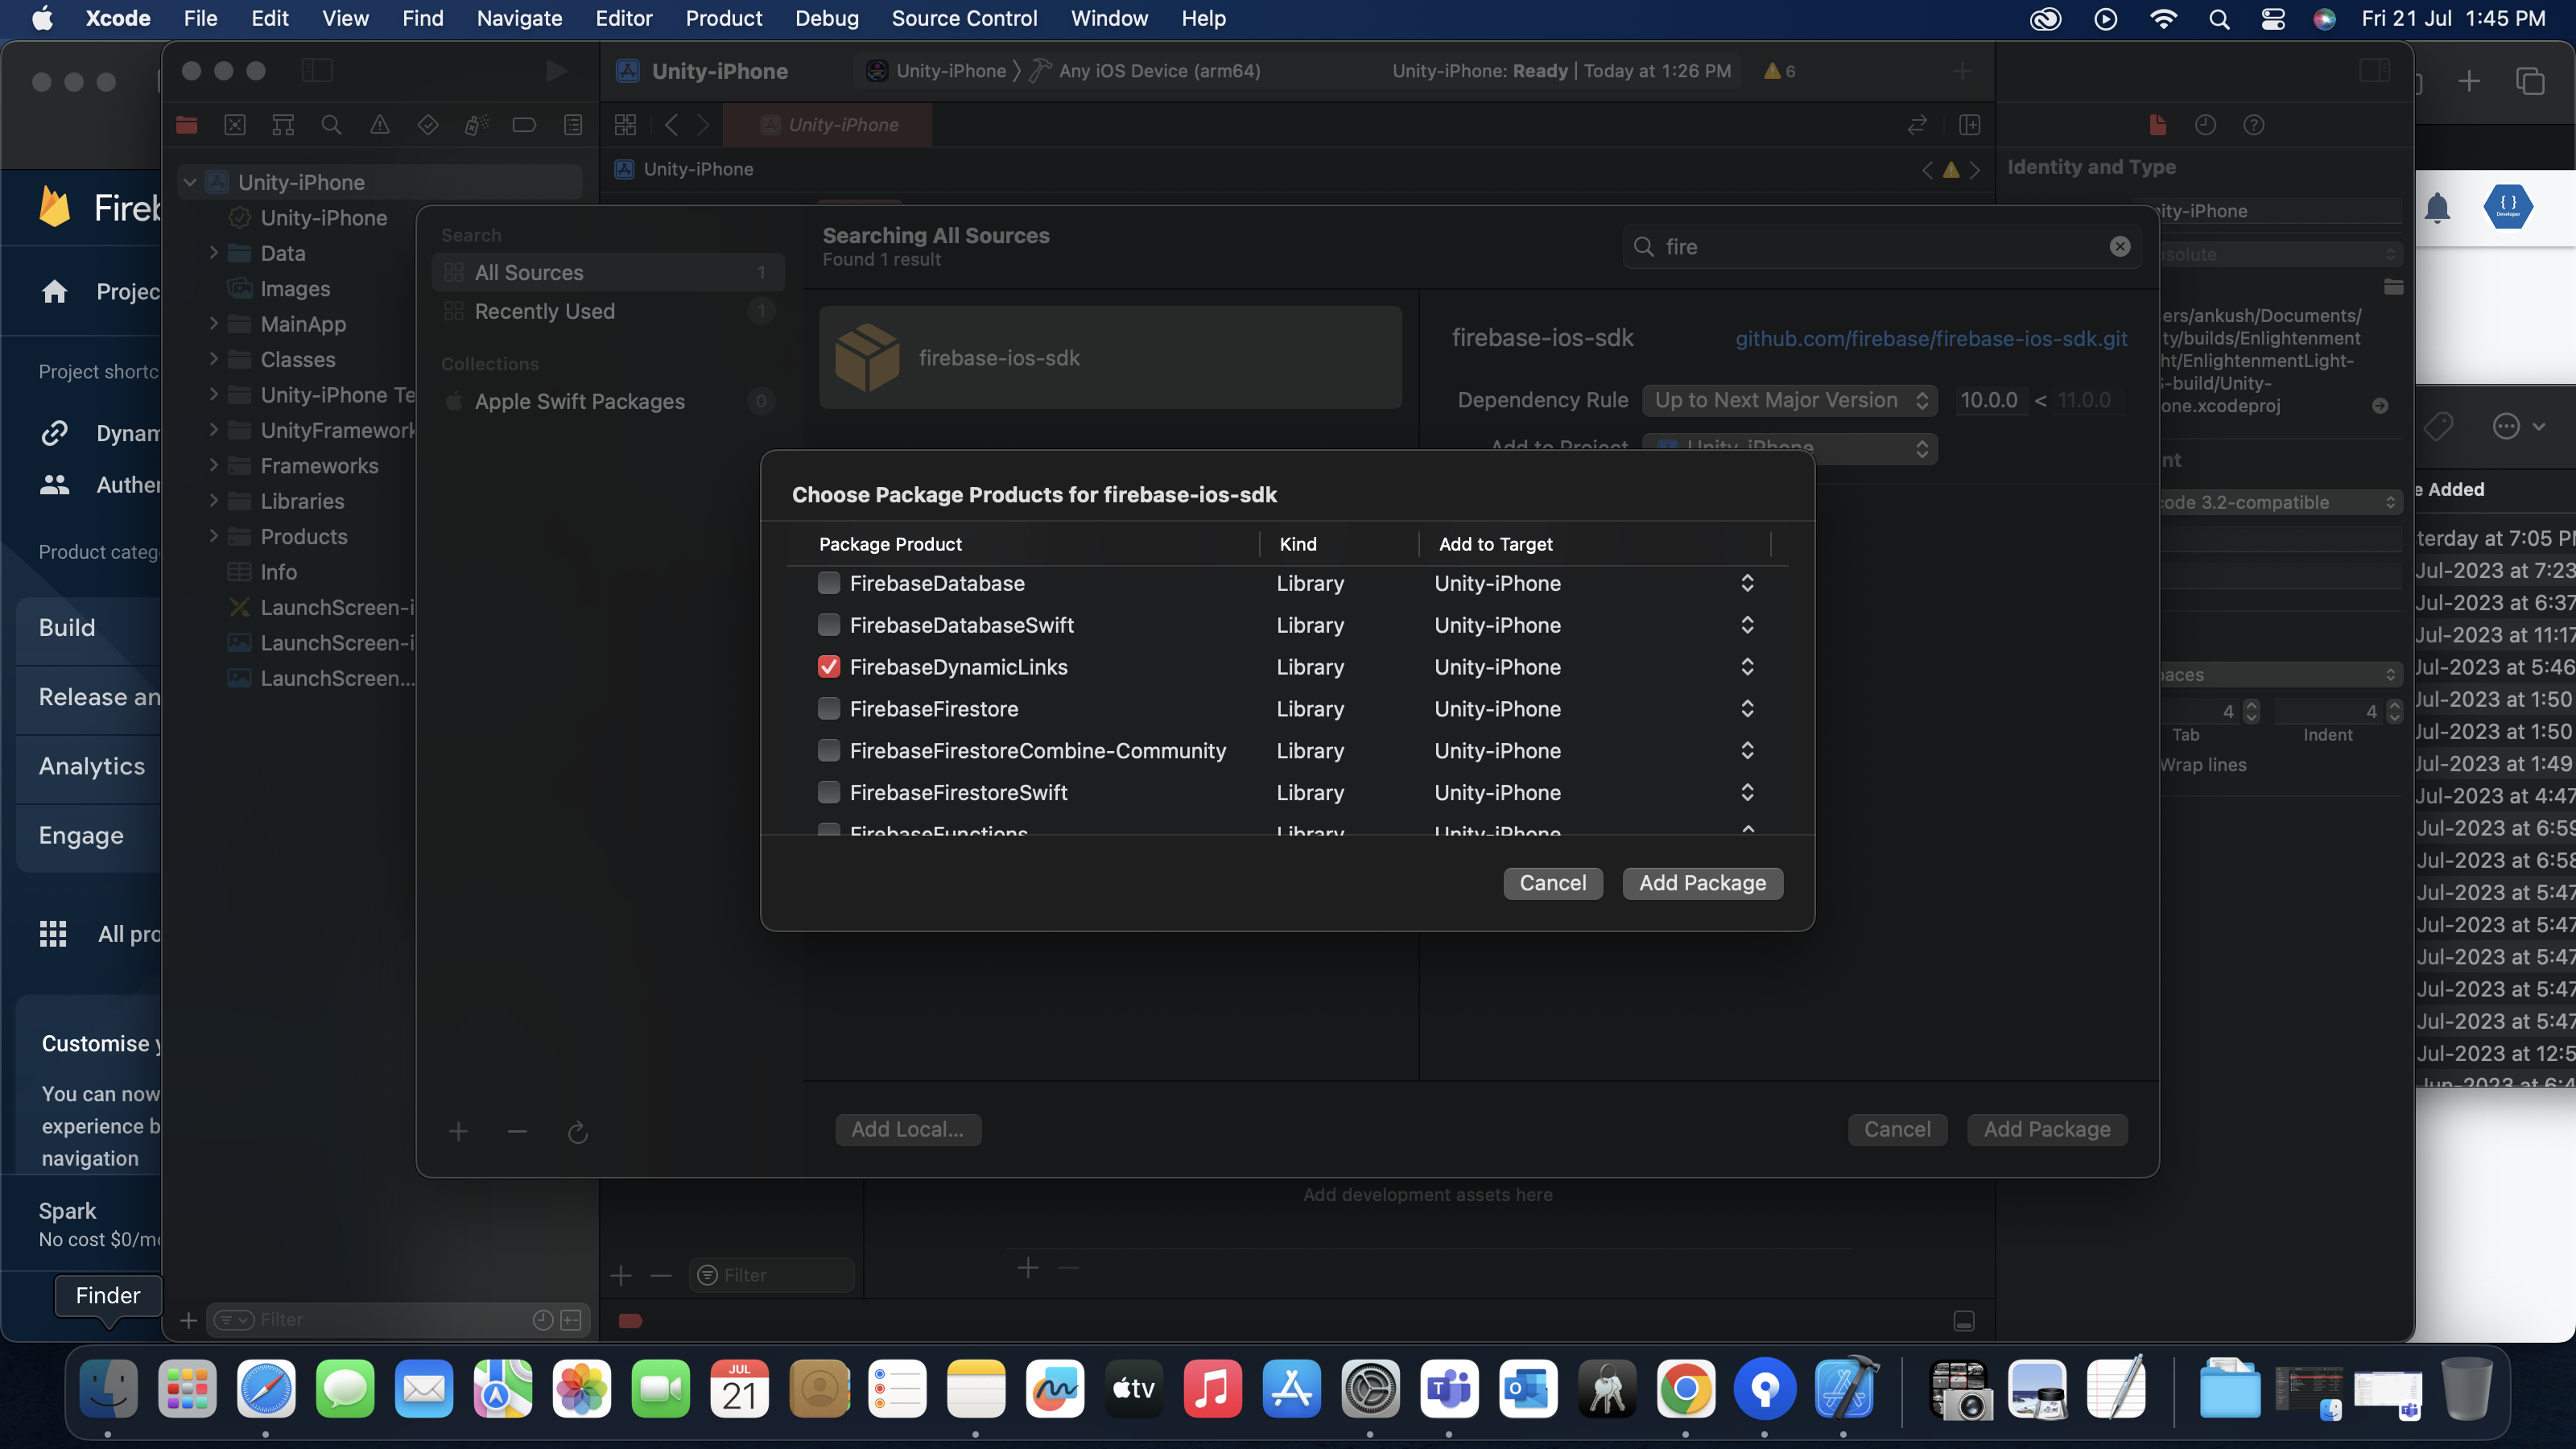 Xcode File Edit View Find Navigate Editor Product Debug Source Control Window Help
Fri 21 Jul 1:45 PM
Unity-iPhone
Unity-iPhone
Any iOS Device (arm64)
Unity-iPhone: Ready | Today at 1:26 PM
6
Unity-iPhone
Unity-iPhone
Identity and Type
Unity-iPhone
Unity-iPhone
Data
Images
MainApp
Classes
Unity-iPhone Te
UnityFramework
Frameworks
Libraries
Products
Info
LaunchScreen-i
LaunchScreen-i
LaunchScreen...
Filter
Fireb
Projec
Project shortc
Dynam
Authen
Product categ
Build
Release an
Analytics
Engage
All pro
Customise y
You can now
experience b
navigation
Spark
No cost $0/mo
Finder
Search
All Sources 1
Recently Used 1
Collections
Apple Swift Packages 0
Searching All Sources
Found 1 result
fire
firebase-ios-sdk
firebase-ios-sdk
github.com/firebase/firebase-ios-sdk.git
Dependency Rule Up to Next Major Version 10.0.0 < 11.0.0
Add to Project Unity-iPhone
Choose Package Products for firebase-ios-sdk
Package Product Kind Add to Target
FirebaseDatabase Library Unity-iPhone
FirebaseDatabaseSwift Library Unity-iPhone
FirebaseDynamicLinks Library Unity-iPhone
FirebaseFirestore Library Unity-iPhone
FirebaseFirestoreCombine-Community Library Unity-iPhone
FirebaseFirestoreSwift Library Unity-iPhone
FirebaseFunctions Library Unity-iPhone
Cancel Add Package
Add Local... Cancel Add Package
Add development assets here
Filter
nity-iPhone
solute
ers/ankush/Documents/
ty/builds/Enlightenment
ht/EnlightenmentLight-
S-build/Unity-
one.xcodeproj
nt
code 3.2-compatible
paces
4 4
Tab Indent
Wrap lines
{ }
Developer
e Added
terday at 7:05 PM
Jul-2023 at 7:23
Jul-2023 at 6:37
Jul-2023 at 11:17
Jul-2023 at 5:46
Jul-2023 at 1:50
Jul-2023 at 1:50
Jul-2023 at 1:49
Jul-2023 at 4:47
Jul-2023 at 6:59
Jul-2023 at 6:58
Jul-2023 at 5:47
Jul-2023 at 5:47
Jul-2023 at 5:47
Jul-2023 at 5:47
Jul-2023 at 5:47
Jul-2023 at 12:5
Jun-2023 at 6:4
JUL
21
tv